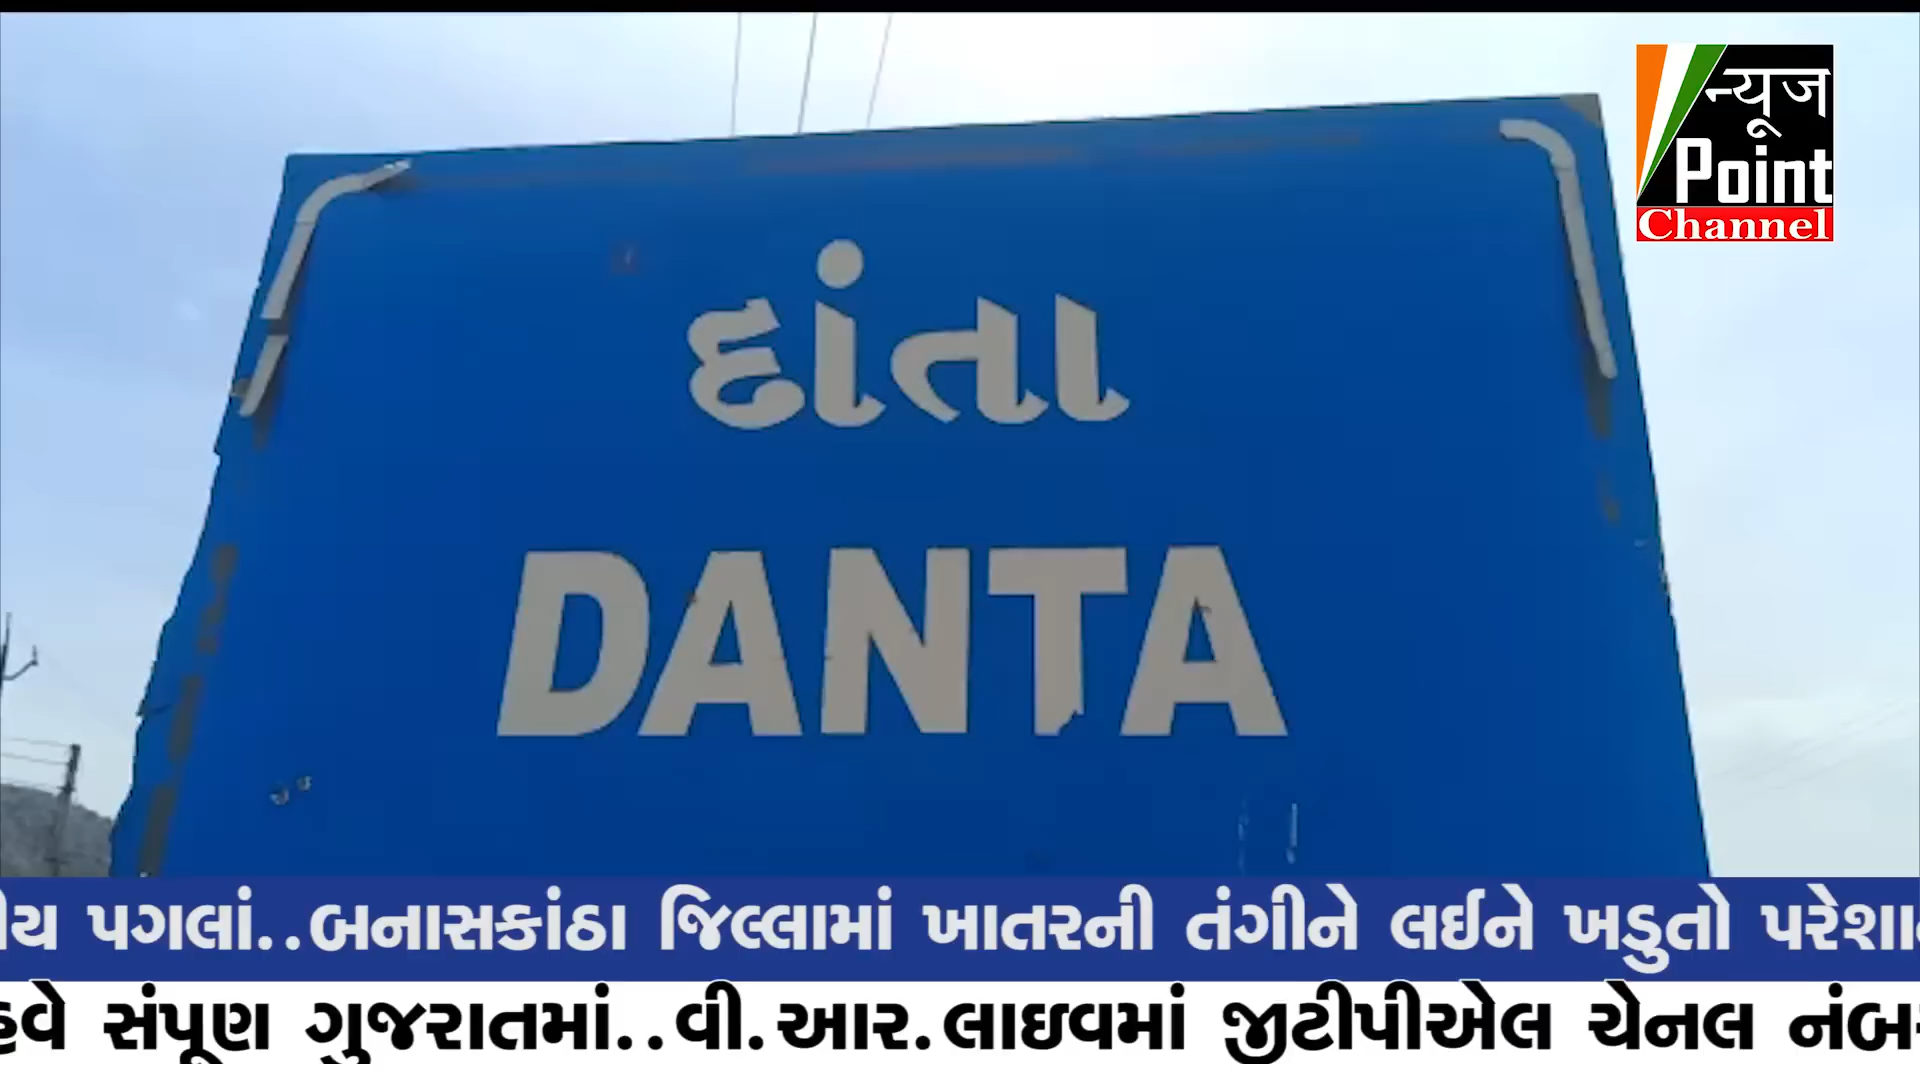 न्यूज
Point
Channel
દાંતા
DANTA
પગલાં..બનાસકાંઠા જિલ્લામાં ખાતરની તંગીને લઈને ખડુતો
સંપૂણ ગુજરાતમાં..વી.આર.લાઇવમાં જીટીપીએલ ચેનલ